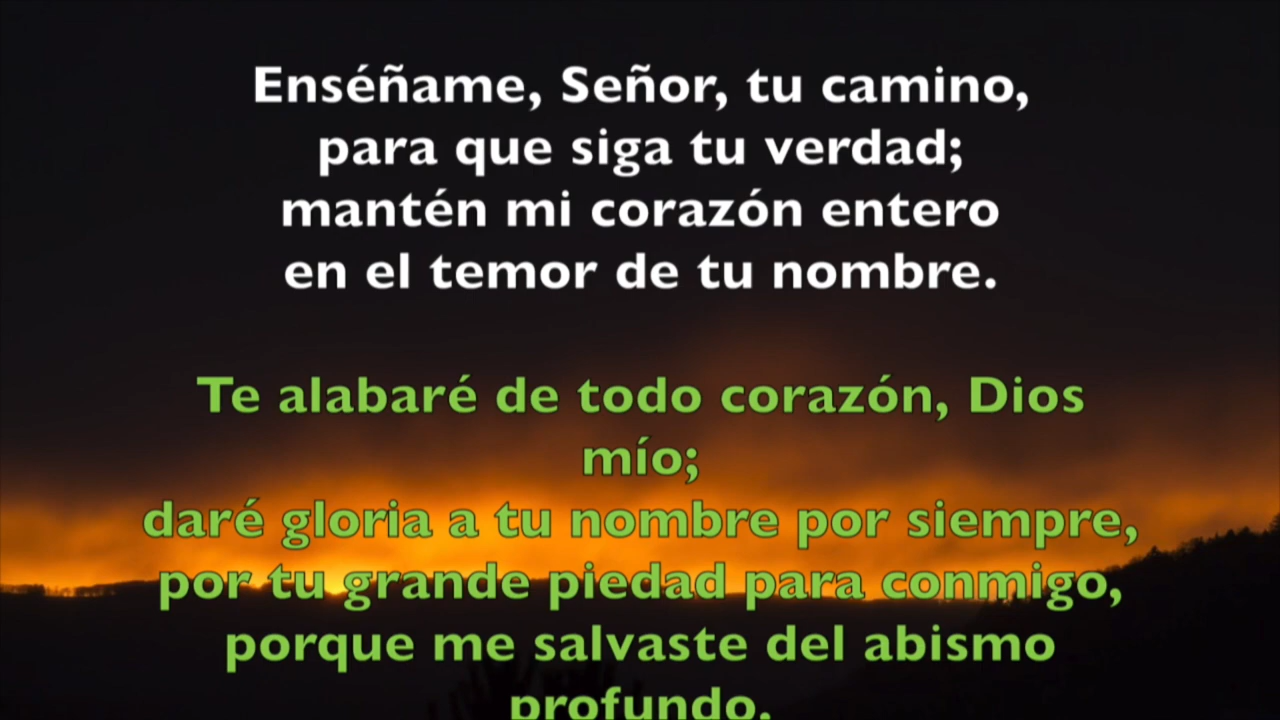 Enséñame, Señor, tu camino,
para que siga tu verdad;
mantén mi corazón entero
en el temor de tu nombre.
Te alabaré de todo corazón, Dios
mío;
daré gloria a tu nombre por siempre,
por tu grande piedad para conmigo,
porque me salvaste del abismo
profundo.